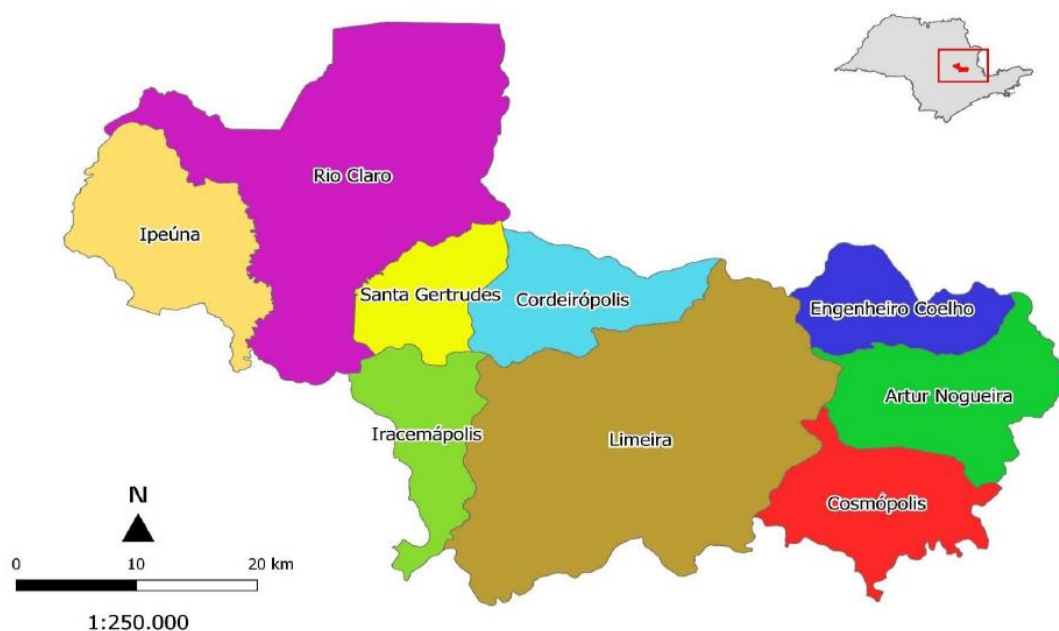 Rio Claro
Ipeúna
Santa Gertrudes
Cordeirópolis
Engenheiro Coelho
Artur Nogueira
Iracemápolis
Limeira
Cosmópolis
N
0 10 20 km
1:250.000